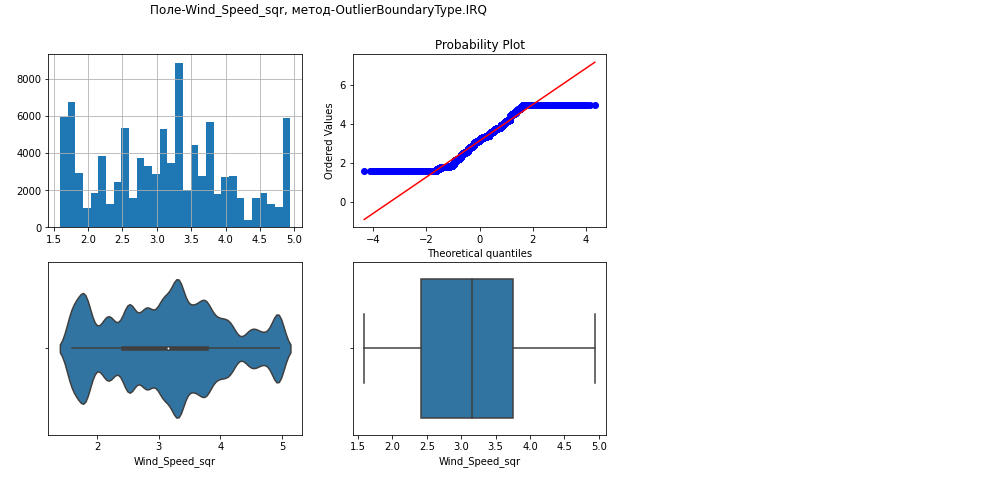 Поле-Wind_Speed_sqr, метод-OutlierBoundaryType.IRQ
Probability Plot
8000
6000
4000
2000
0
1.5 2.0 2.5 3.0 3.5 4.0 4.5 5.0
Ordered Values
6
4
2
0
−4 −2 0 2 4
Theoretical quantiles
2 3 4 5
Wind_Speed_sqr
1.5 2.0 2.5 3.0 3.5 4.0 4.5 5.0
Wind_Speed_sqr